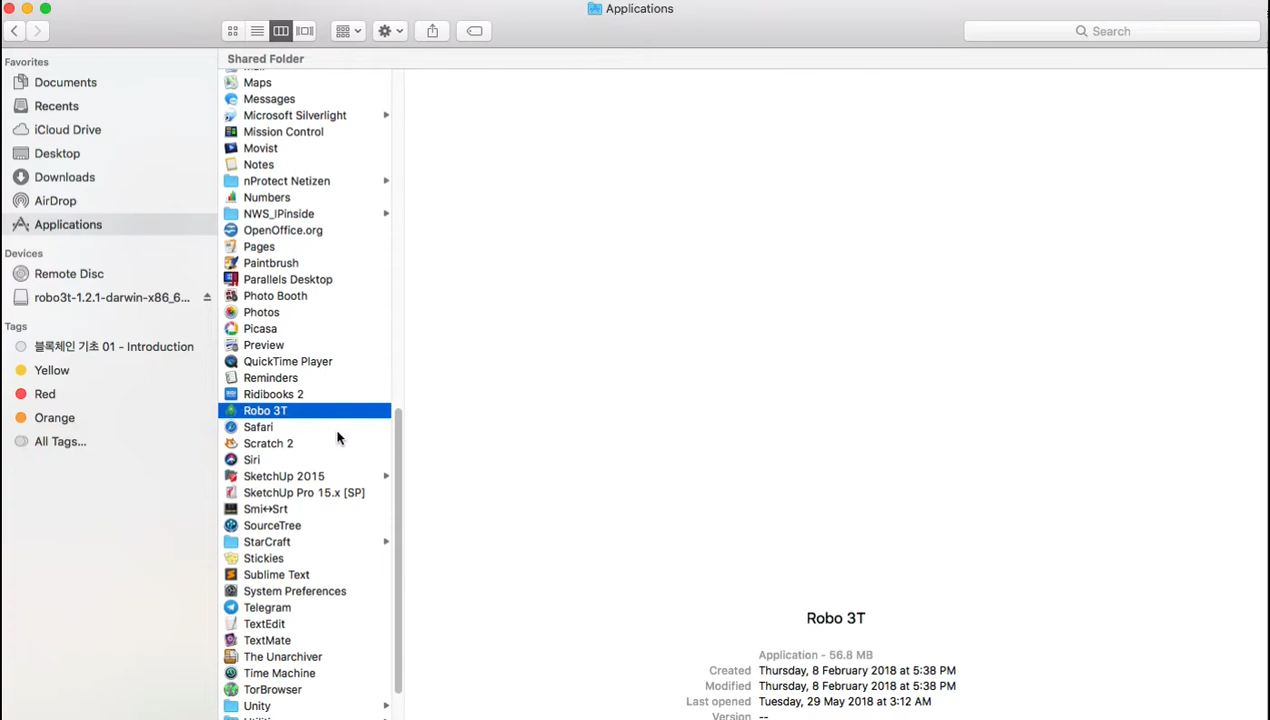 Applications
Search
Favorites
Documents
Recents
iCloud Drive
Desktop
Downloads
AirDrop
Applications
Devices
Remote Disc
robo3t-1.2.1-darwin-x86_6...
Tags
블록체인 기초 01 - Introduction
Yellow
Red
Orange
All Tags...
Shared Folder
Maps
Messages
Microsoft Silverlight
Mission Control
Movist
Notes
nProtect Netizen
Numbers
NWS_IPinside
OpenOffice.org
Pages
Paintbrush
Parallels Desktop
Photo Booth
Photos
Picasa
Preview
QuickTime Player
Reminders
Ridibooks 2
Robo 3T
Safari
Scratch 2
Siri
SketchUp 2015
SketchUp Pro 15.x [SP]
Smi↔Srt
SourceTree
StarCraft
Stickies
Sublime Text
System Preferences
Telegram
TextEdit
TextMate
The Unarchiver
Time Machine
TorBrowser
Unity
Robo 3T
Application - 56.8 MB
Created Thursday, 8 February 2018 at 5:38 PM
Modified Thursday, 8 February 2018 at 5:38 PM
Last opened Tuesday, 29 May 2018 at 3:12 AM
Version --